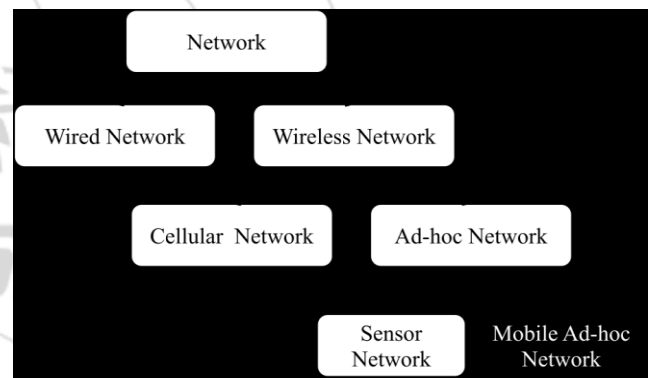 Network
Wired Network
Wireless Network
Cellular Network
Ad-hoc Network
Sensor
Network
Mobile Ad-hoc
Network